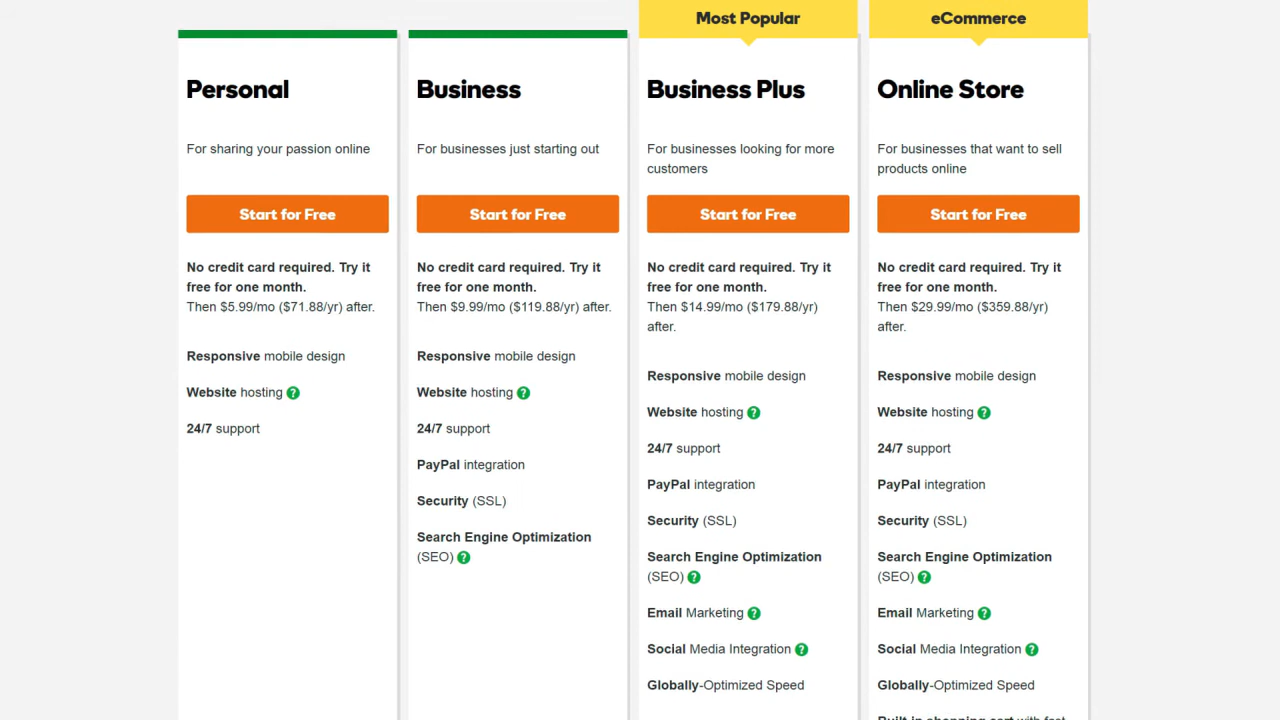 Most Popular
eCommerce
Personal
Business
Business Plus
Online Store
For sharing your passion online
For businesses just starting out
For businesses looking for more
customers
For businesses that want to sell
products online
Start for Free
Start for Free
Start for Free
Start for Free
No credit card required. Try it
free for one month.
Then $5.99/mo ($71.88/yr) after.
Responsive mobile design
Website hosting ?
24/7 support
No credit card required. Try it
free for one month.
Then $9.99/mo ($119.88/yr) after.
Responsive mobile design
Website hosting ?
24/7 support
PayPal integration
Security (SSL)
Search Engine Optimization
(SEO) ?
No credit card required. Try it
free for one month.
Then $14.99/mo ($179.88/yr)
after.
Responsive mobile design
Website hosting ?
24/7 support
PayPal integration
Security (SSL)
Search Engine Optimization
(SEO) ?
Email Marketing ?
Social Media Integration ?
Globally-Optimized Speed
No credit card required. Try it
free for one month.
Then $29.99/mo ($359.88/yr)
after.
Responsive mobile design
Website hosting ?
24/7 support
PayPal integration
Security (SSL)
Search Engine Optimization
(SEO) ?
Email Marketing ?
Social Media Integration ?
Globally-Optimized Speed
Built-in shopping cart with fast